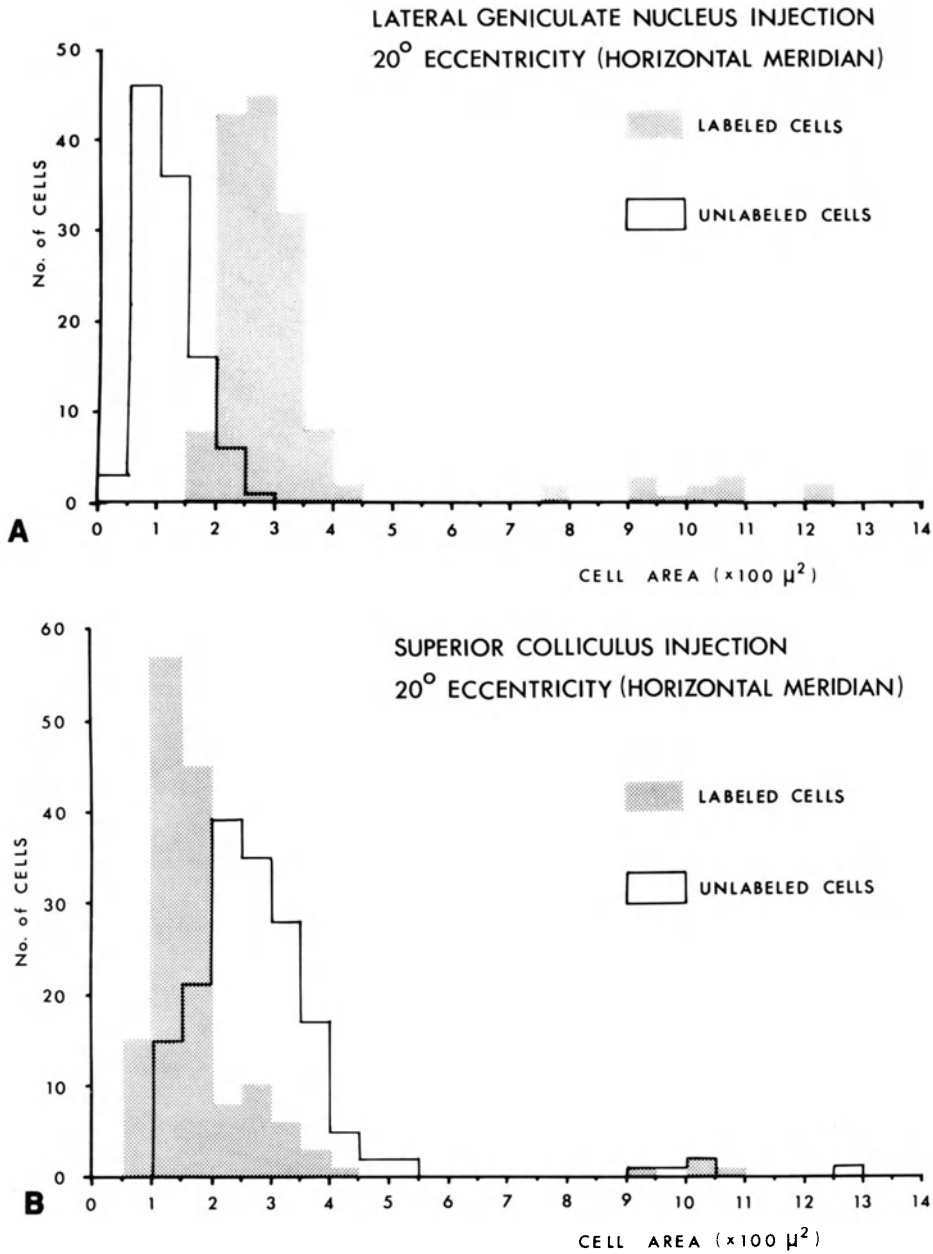 LATERAL GENICULATE NUCLEUS INJECTION
20° ECCENTRICITY (HORIZONTAL MERIDIAN)
LABELED CELLS
UNLABELED CELLS
No. of CELLS
50
40
30
20
10
0
0 1 2 3 4 5 6 7 8 9 10 11 12 13 14
A
CELL AREA (×100 μ²)
SUPERIOR COLLICULUS INJECTION
20° ECCENTRICITY (HORIZONTAL MERIDIAN)
LABELED CELLS
UNLABELED CELLS
No. of CELLS
60
50
40
30
20
10
0
0 1 2 3 4 5 6 7 8 9 10 11 12 13 14
B
CELL AREA (×100 μ²)